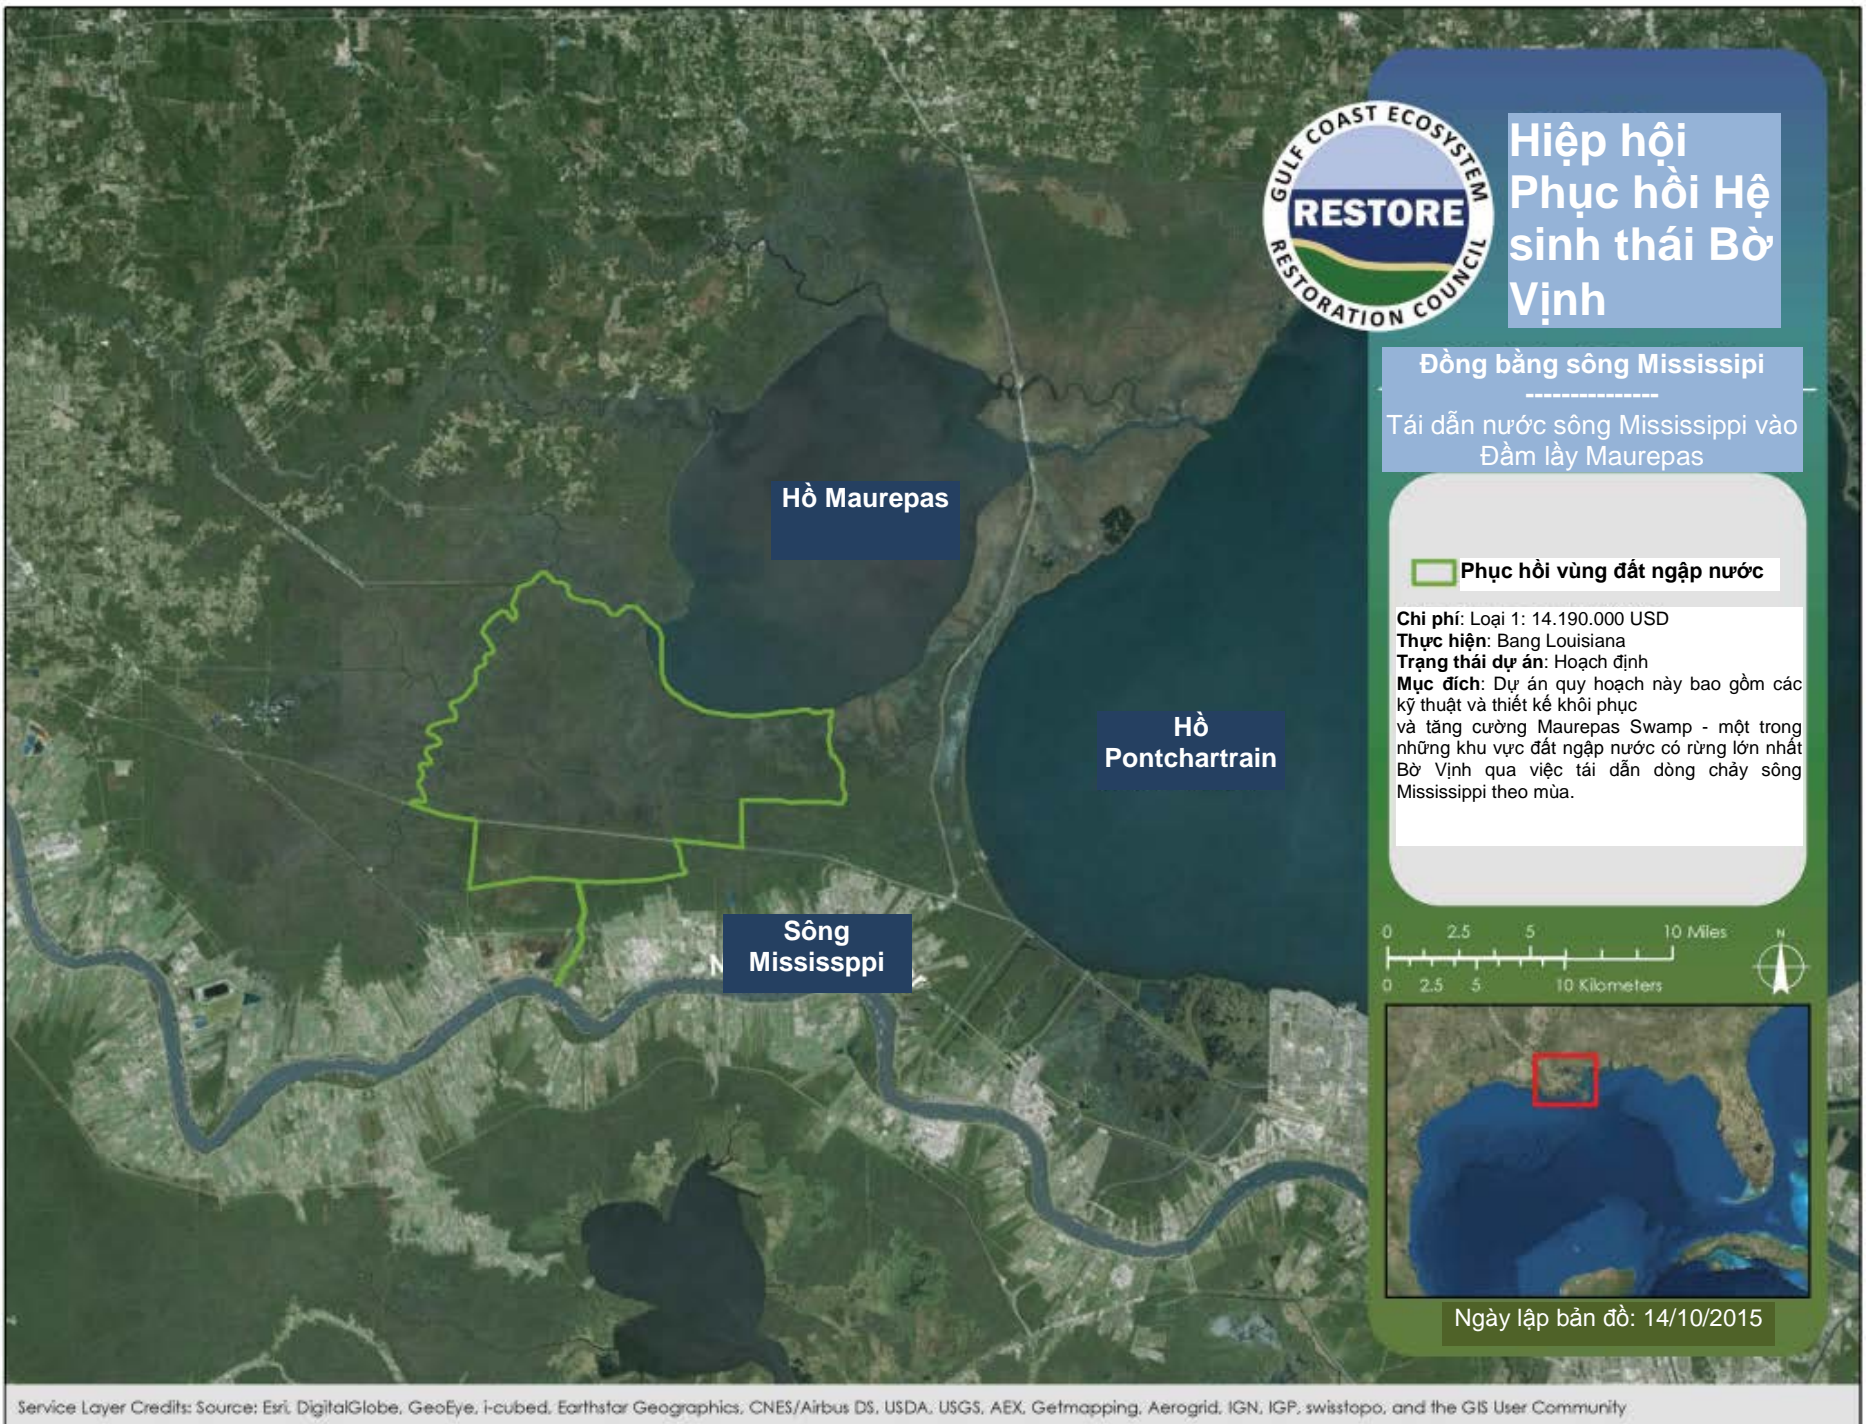 GULF COAST ECOSYSTEM
RESTORE
RESTORATION COUNCIL
Hiệp hội
Phục hồi Hệ
sinh thái Bờ
Vịnh
Đồng bằng sông Mississipi
---------------
Tái dẫn nước sông Mississippi vào
Đầm lầy Maurepas
Hồ Maurepas
Phục hồi vùng đất ngập nước
Chi phí: Loại 1: 14.190.000 USD
Thực hiện: Bang Louisiana
Trạng thái dự án: Hoạch định
Mục đích: Dự án quy hoạch này bao gồm các
kỹ thuật và thiết kế khôi phục
và tăng cường Maurepas Swamp - một trong
những khu vực đất ngập nước có rừng lớn nhất
Bờ Vịnh qua việc tái dẫn dòng chảy sông
Mississippi theo mùa.
Hồ
Pontchartrain
Sông
Missisppi
0 2.5 5 10 Miles
0 2.5 5 10 Kilometers
N
Ngày lập bản đồ: 14/10/2015
Service Layer Credits: Source: Esri, DigitalGlobe, GeoEye, i-cubed, Earthstar Geographics, CNES/Airbus DS, USDA, USGS, AEX, Getmapping, Aerogrid, IGN, IGP, swisstopo, and the GIS User Community